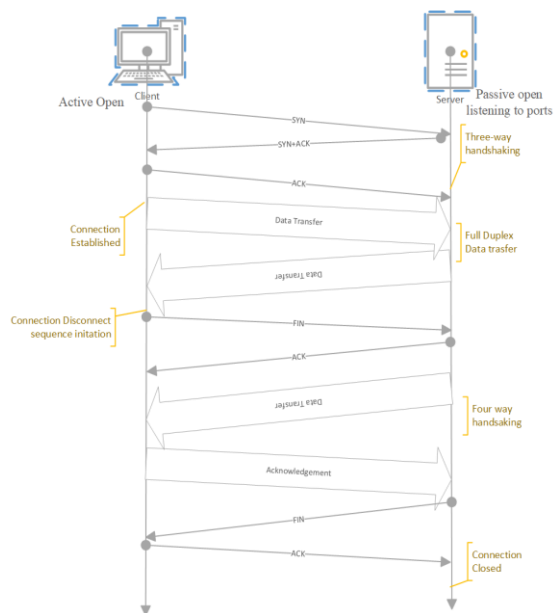 Client
Server
Active Open
Passive open
listening to ports
SYN
SYN+ACK
Three-way
handshaking
ACK
Data Transfer
Connection
Established
Full Duplex
Data trasfer
Data Transfer
Connection Disconnect
sequence initation
FIN
ACK
Data Transfer
Four way
handsaking
Acknowledgement
FIN
ACK
Connection
Closed